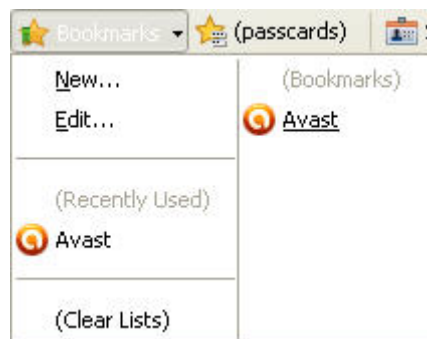 Bookmarks (passcards)
New...
Edit...
(Recently Used)
Avast
(Clear Lists)
(Bookmarks)
Avast